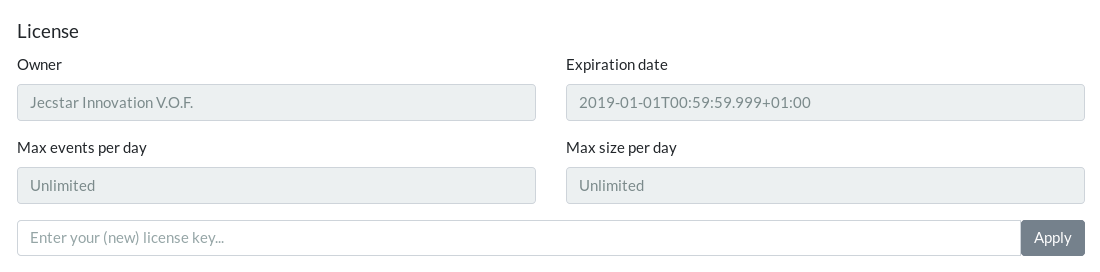 License
Owner
Expiration date
Jecstar Innovation V.O.F.
2019-01-01T00:59:59.999+01:00
Max events per day
Max size per day
Unlimited
Unlimited
Enter your (new) license key...
Apply